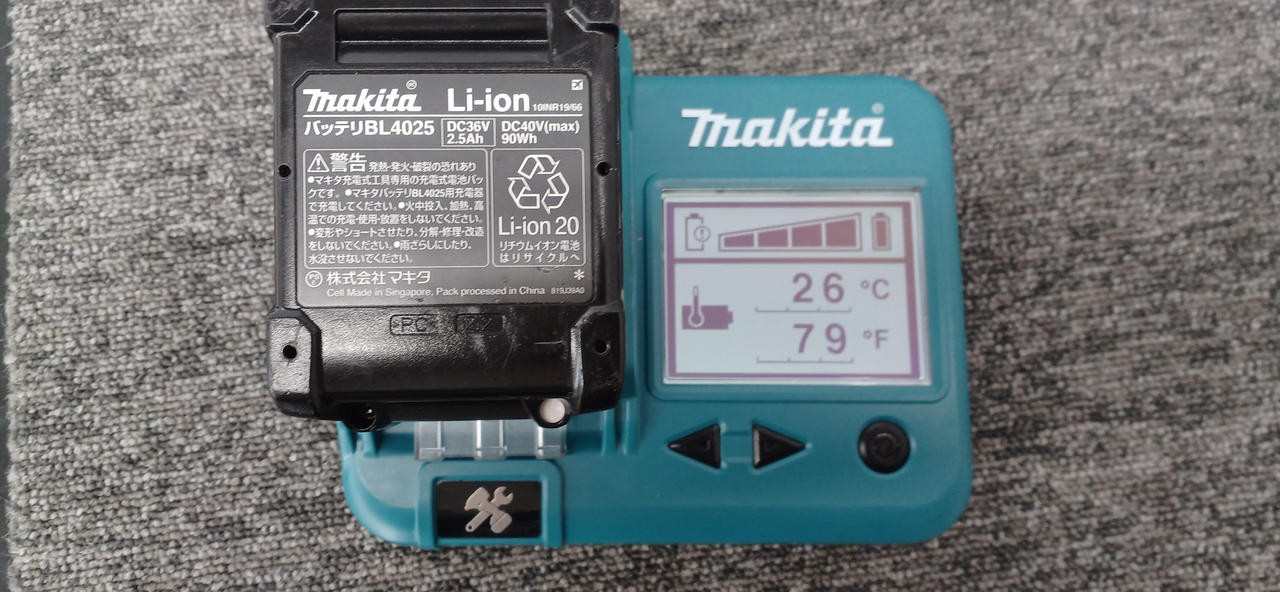 makita Li-ion 10INR19/66
バッテリBL4025 DC36V 2.5Ah DC40V(max) 90Wh
警告 発熱・発火・破裂の恐れあり
●マキタ充電式工具専用の充電式電池パッ
クです。●マキタバッテリBL4025用充電器
で充電してください。●火中投入、加熱、高
温での充電・使用・放置をしないでください。
●変形やショートさせたり、分解・修理・改造
をしないでください。●雨ざらしにしたり、
水没させないでください。
Li-ion 20
リチウムイオン電池
はリサイクルへ
PS E 株式会社 マキタ *
Cell Made in Singapore, Pack processed in China 819J39A0
>PC<
makita®
26 °C
79 °F